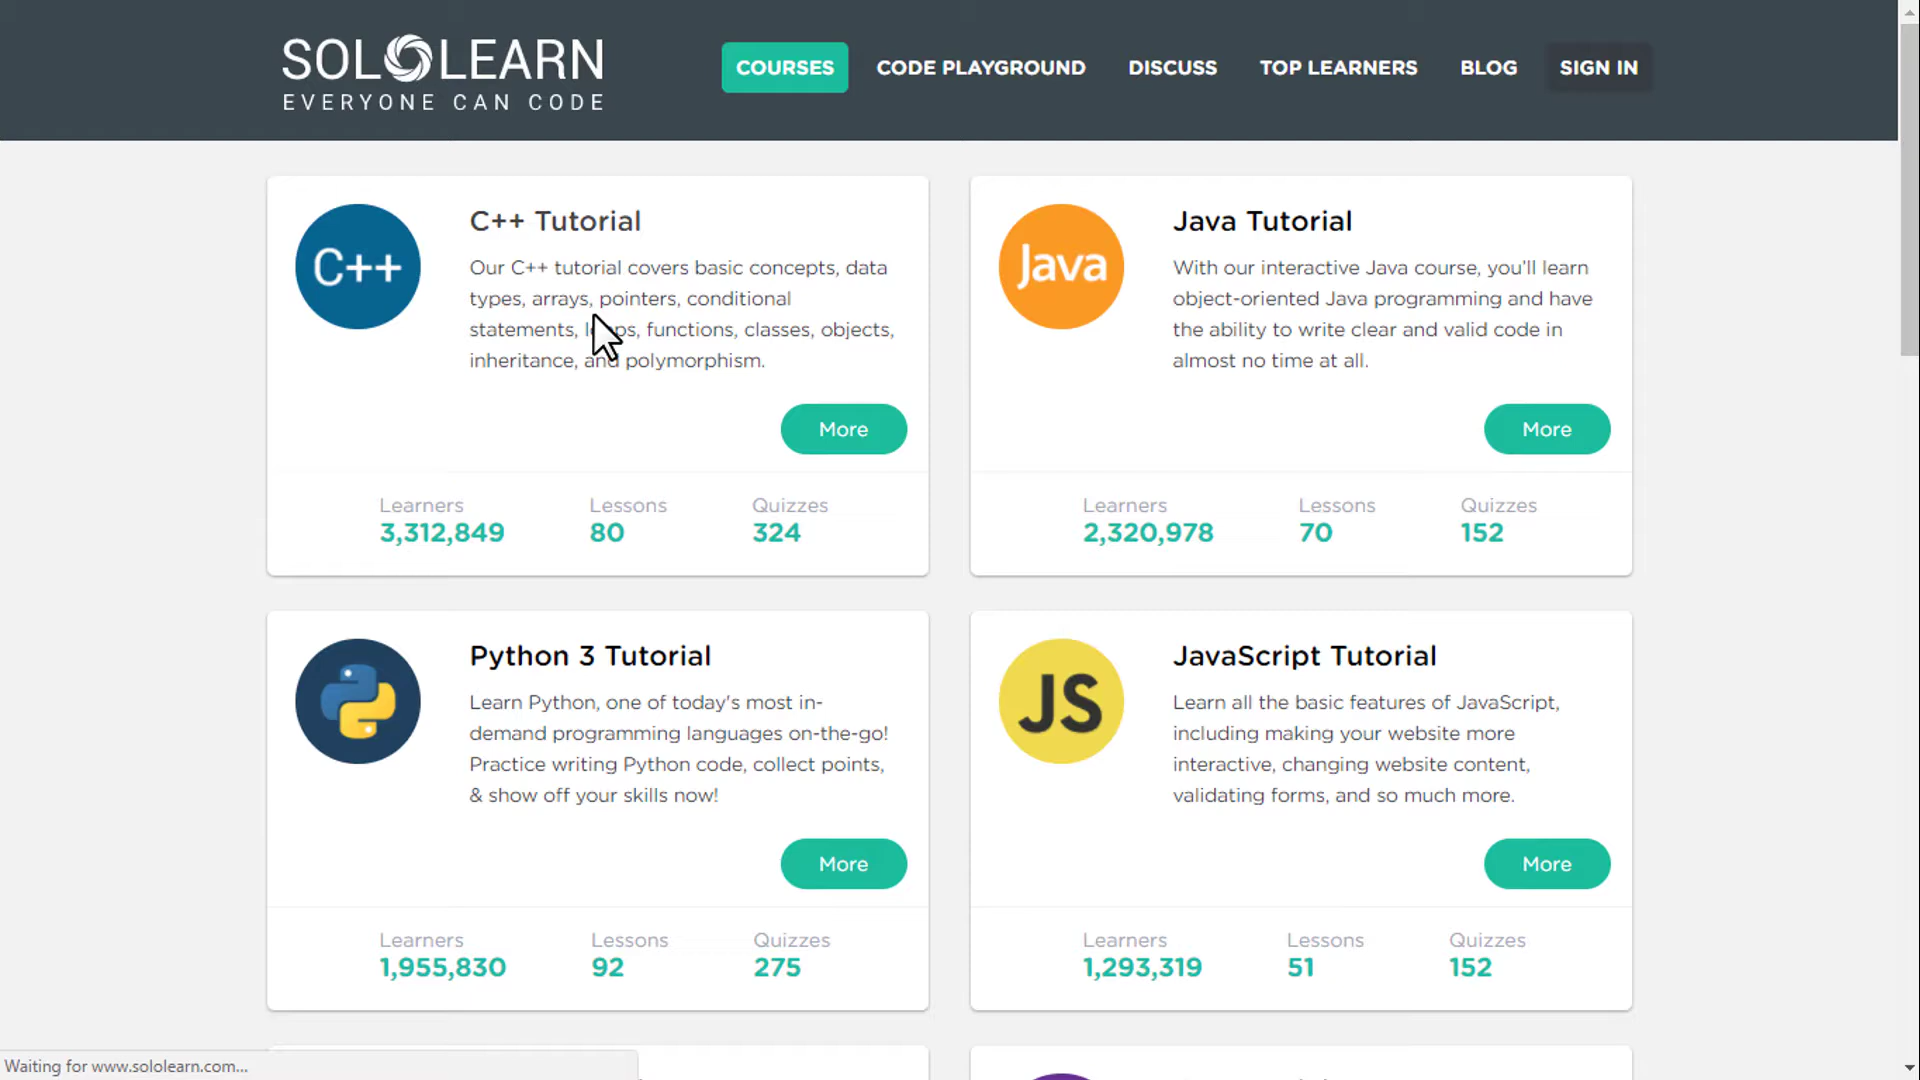 SOLOLEARN
EVERYONE CAN CODE
COURSES
CODE PLAYGROUND
DISCUSS
TOP LEARNERS
BLOG
SIGN IN
C++
C++ Tutorial
Our C++ tutorial covers basic concepts, data
types, arrays, pointers, conditional
statements, loops, functions, classes, objects,
inheritance, and polymorphism.
More
Learners
Lessons
Quizzes
3,312,849
80
324
Java
Java Tutorial
With our interactive Java course, you'll learn
object-oriented Java programming and have
the ability to write clear and valid code in
almost no time at all.
More
Learners
Lessons
Quizzes
2,320,978
70
152
Python 3 Tutorial
Learn Python, one of today's most in-
demand programming languages on-the-go!
Practice writing Python code, collect points,
& show off your skills now!
More
Learners
Lessons
Quizzes
1,955,830
92
275
JS
JavaScript Tutorial
Learn all the basic features of JavaScript,
including making your website more
interactive, changing website content,
validating forms, and so much more.
More
Learners
Lessons
Quizzes
1,293,319
51
152
Waiting for www.sololearn.com...